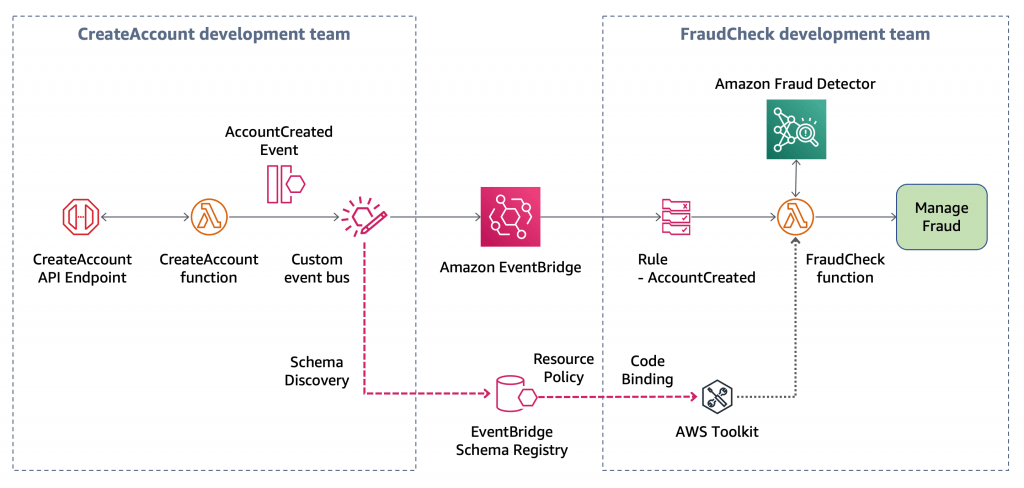 CreateAccount development team
FraudCheck development team
Amazon Fraud Detector
AccountCreated
Event
CreateAccount
API Endpoint
CreateAccount
function
Custom
event bus
Amazon EventBridge
Rule
- AccountCreated
FraudCheck
function
Manage
Fraud
Schema
Discovery
Resource
Policy
Code
Binding
EventBridge
Schema Registry
AWS Toolkit